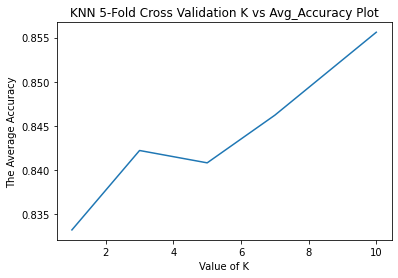 KNN 5-Fold Cross Validation K vs Avg_Accuracy Plot
0.855
0.850
0.845
0.840
0.835
The Average Accuracy
2 4 6 8 10
Value of K